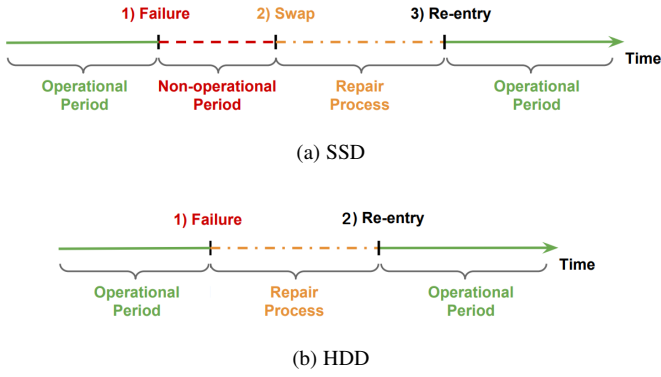 1) Failure 2) Swap 3) Re-entry
Time
Operational Period Non-operational Period Repair Process Operational Period
(a) SSD
1) Failure 2) Re-entry
Time
Operational Period Repair Process Operational Period
(b) HDD